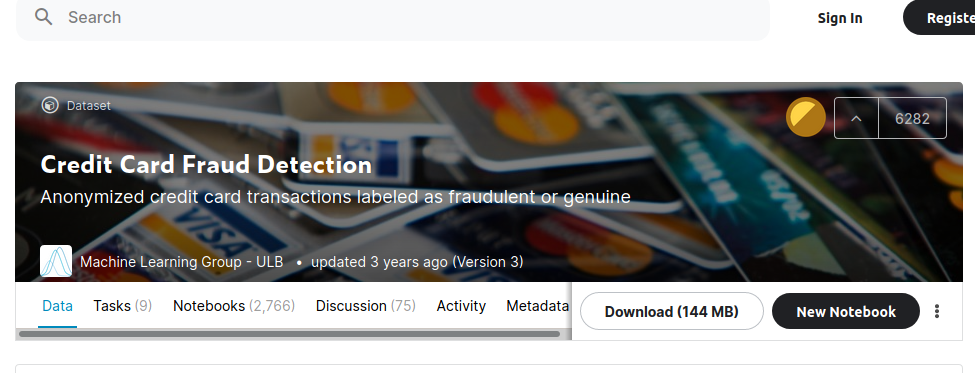 Search
Sign In
Registe
Dataset
6282
Credit Card Fraud Detection
Anonymized credit card transactions labeled as fraudulent or genuine
VISA
Machine Learning Group - ULB • updated 3 years ago (Version 3)
Data Tasks (9) Notebooks (2,766) Discussion (75) Activity Metadata
Download (144 MB) New Notebook